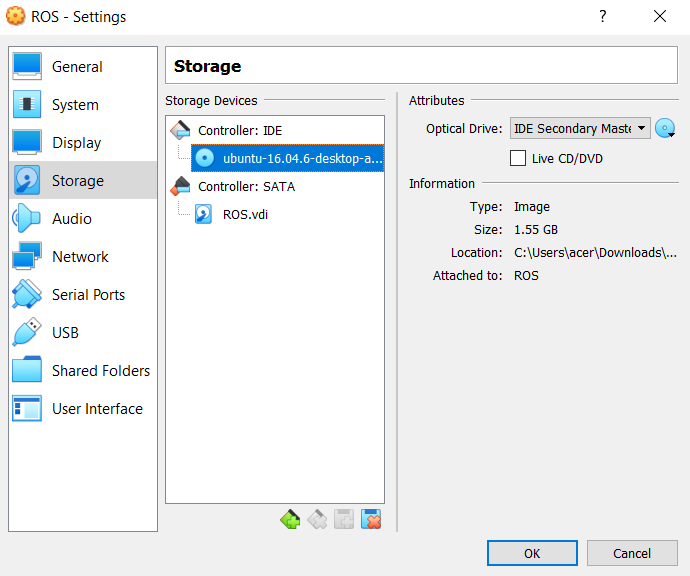 ROS - Settings
?
General
System
Display
Storage
Audio
Network
Serial Ports
USB
Shared Folders
User Interface
Storage
Storage Devices
Controller: IDE
ubuntu-16.04.6-desktop-a...
Controller: SATA
ROS.vdi
Attributes
Optical Drive: IDE Secondary Maste
Live CD/DVD
Information
Type: Image
Size: 1.55 GB
Location: C:\Users\acer\Downloads\...
Attached to: ROS
OK Cancel